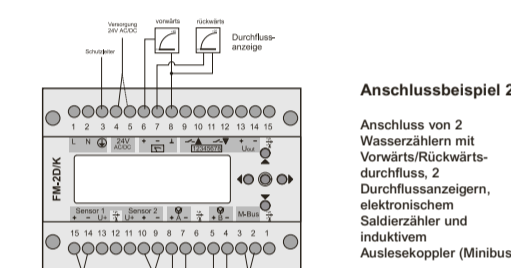 Versorgung
24V AC/DC
vorwärts
rückwärts
Schutzleiter
Durchfluss-
anzeige
1 2 3 4 5 6 7 8 9 10 11 12 13 14 15
L N
24V
AC/DC
+ -
12345678
+ -
Uout
FM-2D/K
Sensor 1
+ - U+
Sensor 2
U+ + -
+ A -
+ B -
M-Bus
15 14 13 12 11 10 9 8 7 6 5 4 3 2 1
Anschlussbeispiel 2
Anschluss von 2
Wasserzählern mit
Vorwärts/Rückwärts-
durchfluss, 2
Durchflussanzeigern,
elektronischem
Saldierzähler und
induktivem
Auslesekoppler (Minibus